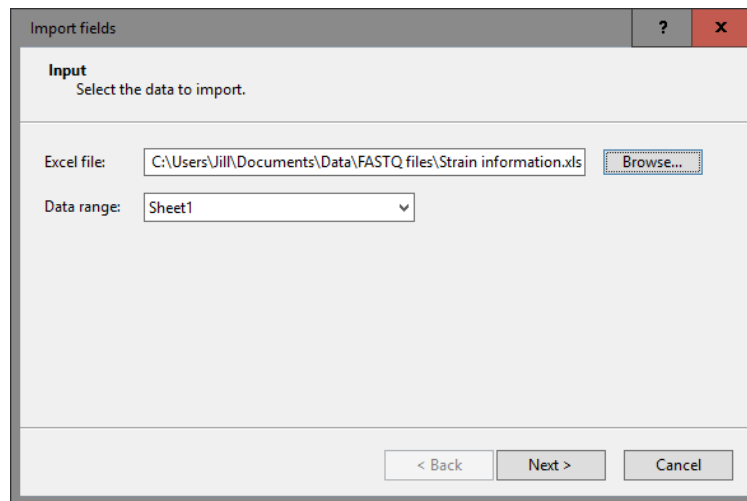 Import fields ? x
Input
Select the data to import.
Excel file: C:\Users\Jill\Documents\Data\FASTQ files\Strain information.xls Browse...
Data range: Sheet1
< Back Next > Cancel